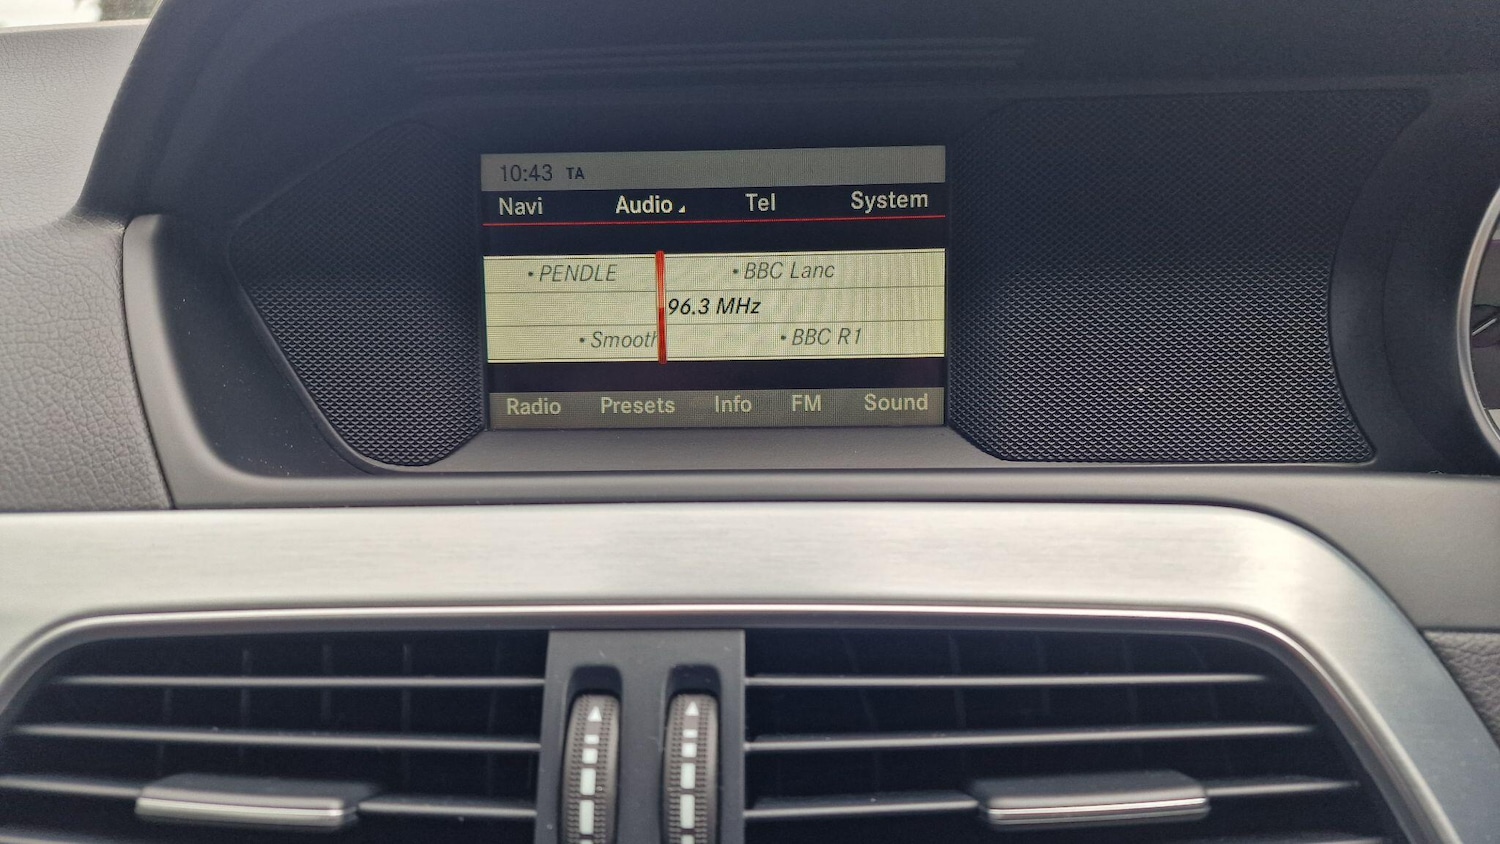 10:43 TA
Navi Audio Tel System
• PENDLE • BBC Lanc
96.3 MHz
• Smooth • BBC R1
Radio Presets Info FM Sound